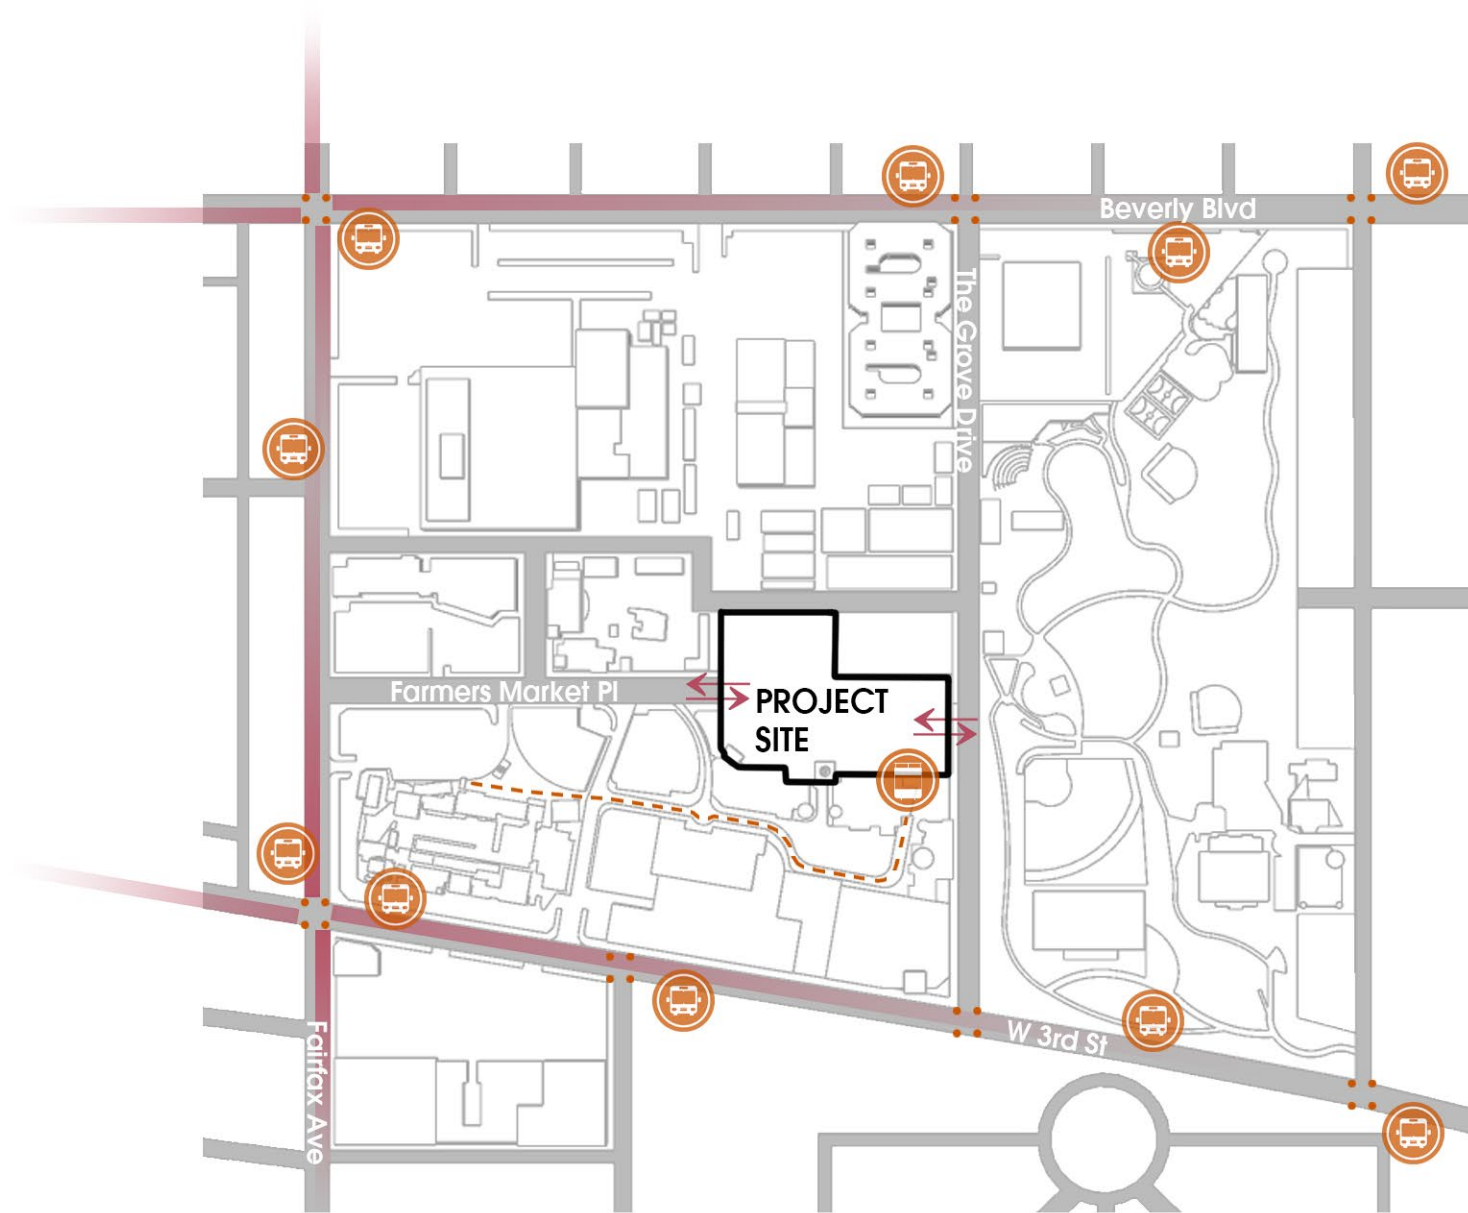 Beverly Blvd
The Grove Drive
Farmers Market Pl
PROJECT
SITE
W 3rd St
Fairfax Ave